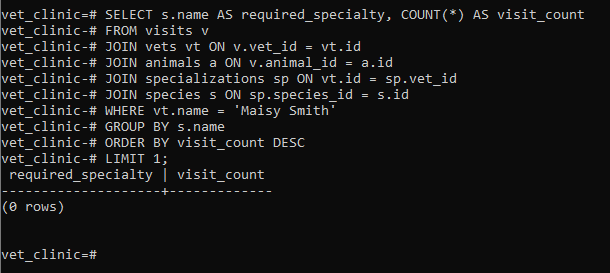 vet_clinic=# SELECT s.name AS required_specialty, COUNT(*) AS visit_count
vet_clinic-# FROM visits v
vet_clinic-# JOIN vets vt ON v.vet_id = vt.id
vet_clinic-# JOIN animals a ON v.animal_id = a.id
vet_clinic-# JOIN specializations sp ON vt.id = sp.vet_id
vet_clinic-# JOIN species s ON sp.species_id = s.id
vet_clinic-# WHERE vt.name = 'Maisy Smith'
vet_clinic-# GROUP BY s.name
vet_clinic-# ORDER BY visit_count DESC
vet_clinic-# LIMIT 1;
 required_specialty | visit_count
--------------------+-------------
(0 rows)
vet_clinic=#